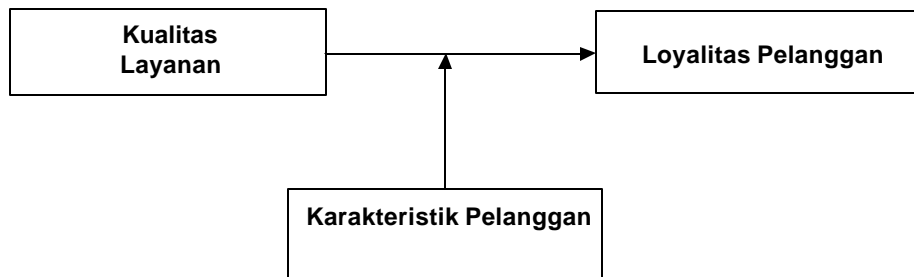 Kualitas
Layanan
Loyalitas Pelanggan
Karakteristik Pelanggan